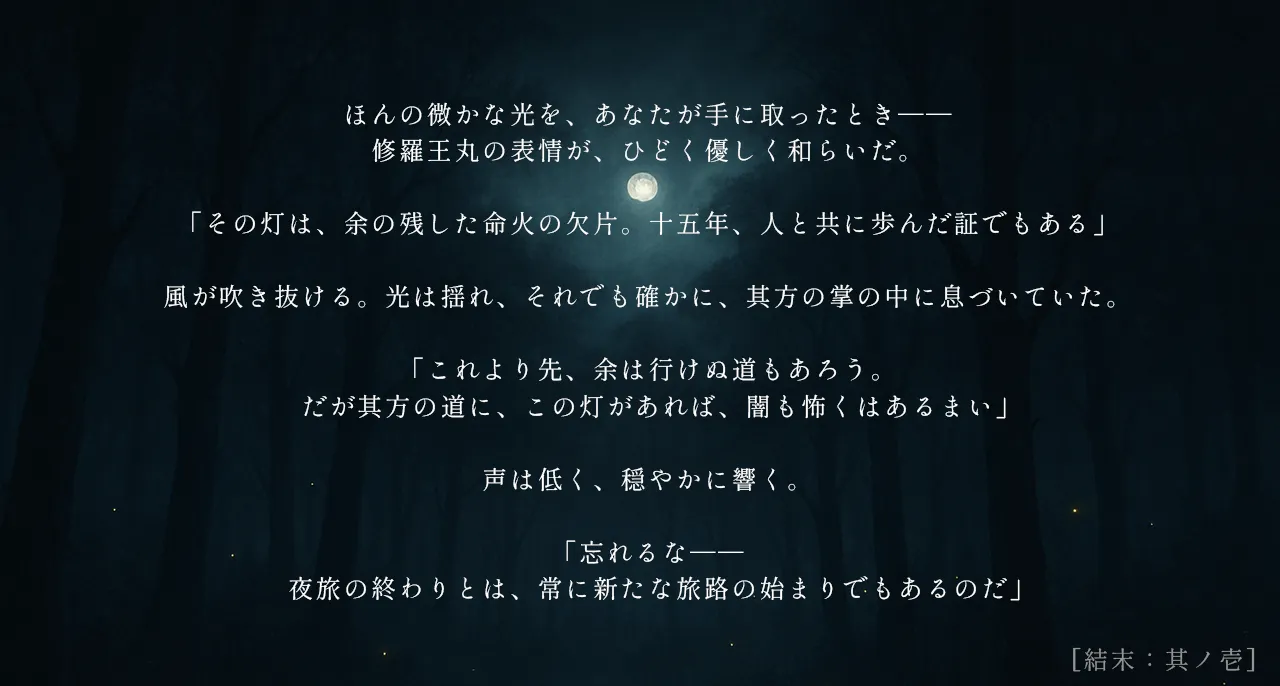 ほんの微かな光を、あなたが手に取ったとき——
修羅王丸の表情が、ひどく優しく和らいだ。
「その灯は、余の残した命火の欠片。十五年、人と共に歩んだ証でもある」
風が吹き抜ける。光は揺れ、それでも確かに、其方の掌の中に息づいていた。
「これより先、余は行けぬ道もあろう。
だが其方の道に、この灯があれば、闇も怖くはあるまい」
声は低く、穏やかに響く。
「忘れるな——
夜旅の終わりとは、常に新たな旅路の始まりでもあるのだ」
［結末：其ノ壱］